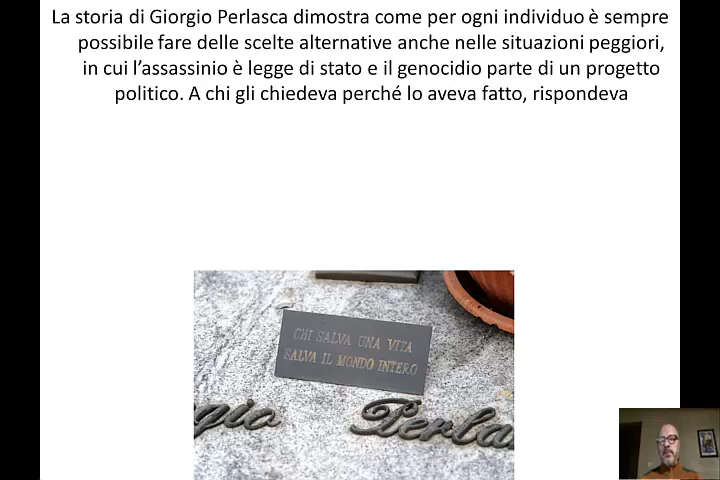 La storia di Giorgio Perlasca dimostra come per ogni individuo è sempre
possibile fare delle scelte alternative anche nelle situazioni peggiori,
in cui l’assassinio è legge di stato e il genocidio parte di un progetto
politico. A chi gli chiedeva perché lo aveva fatto, rispondeva
CHI SALVA UNA VITA
SALVA IL MONDO INTERO
gio Perla